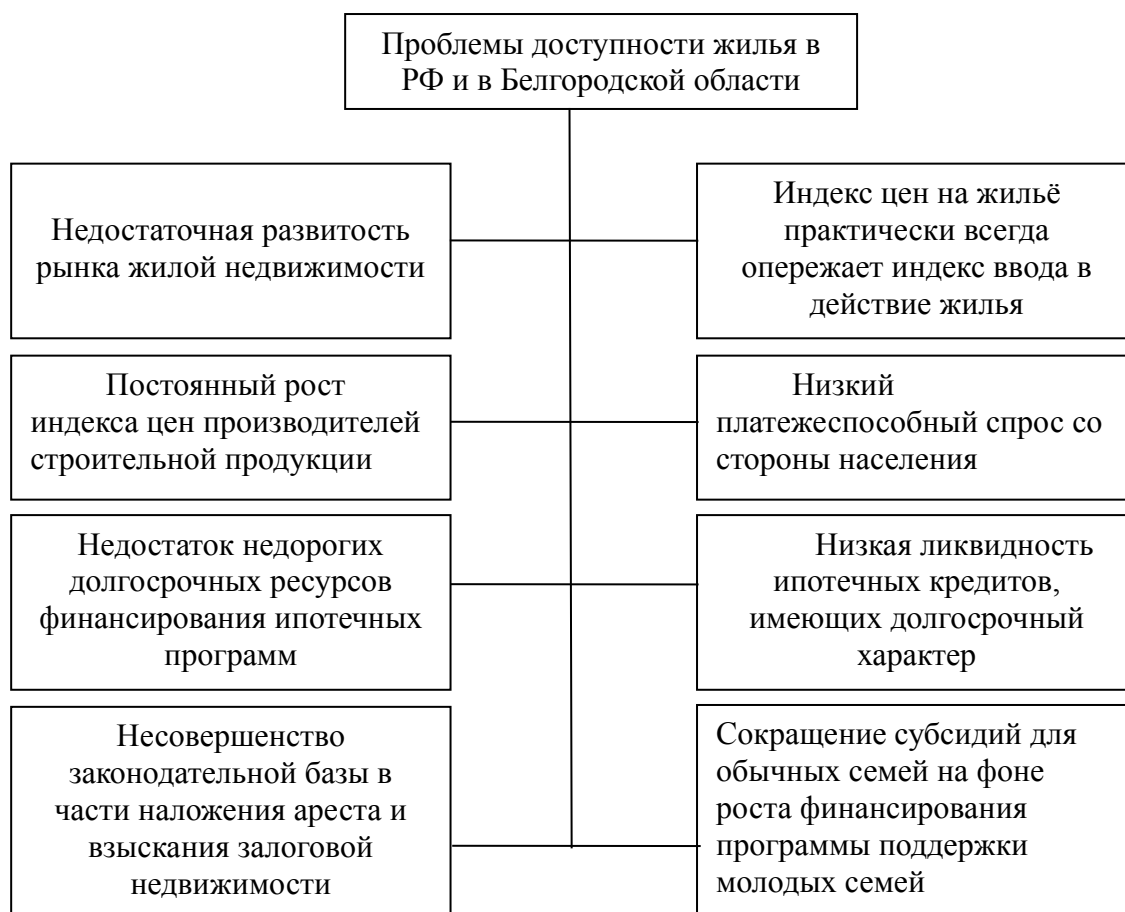 Проблемы доступности жилья в
РФ и в Белгородской области
Недостаточная развитость
рынка жилой недвижимости
Индекс цен на жильё
практически всегда
опережает индекс ввода в
действие жилья
Постоянный рост
индекса цен производителей
строительной продукции
Низкий
платежеспособный спрос со
стороны населения
Недостаток недорогих
долгосрочных ресурсов
финансирования ипотечных
программ
Низкая ликвидность
ипотечных кредитов,
имеющих долгосрочный
характер
Несовершенство
законодательной базы в
части наложения ареста и
взыскания залоговой
недвижимости
Сокращение субсидий для
обычных семей на фоне
роста финансирования
программы поддержки
молодых семей